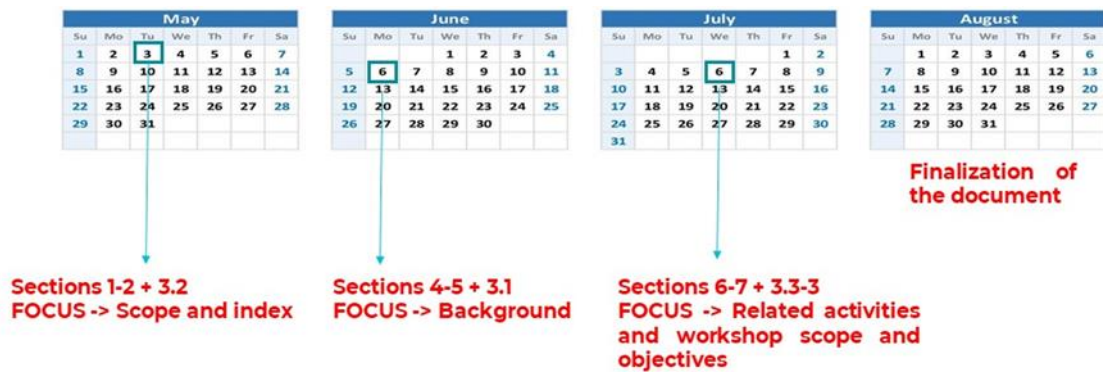 May
Su Mo Tu We Th Fr Sa
1 2 3 4 5 6 7
8 9 10 11 12 13 14
15 16 17 18 19 20 21
22 23 24 25 26 27 28
29 30 31
June
Su Mo Tu We Th Fr Sa
1 2 3 4
5 6 7 8 9 10 11
12 13 14 15 16 17 18
19 20 21 22 23 24 25
26 27 28 29 30
July
Su Mo Tu We Th Fr Sa
1 2
3 4 5 6 7 8 9
10 11 12 13 14 15 16
17 18 19 20 21 22 23
24 25 26 27 28 29 30
31
August
Su Mo Tu We Th Fr Sa
1 2 3 4 5 6
7 8 9 10 11 12 13
14 15 16 17 18 19 20
21 22 23 24 25 26 27
28 29 30 31
Finalization of
the document
Sections 1-2 + 3.2
FOCUS -> Scope and index
Sections 4-5 + 3.1
FOCUS -> Background
Sections 6-7 + 3.3-3
FOCUS -> Related activities
and workshop scope and
objectives